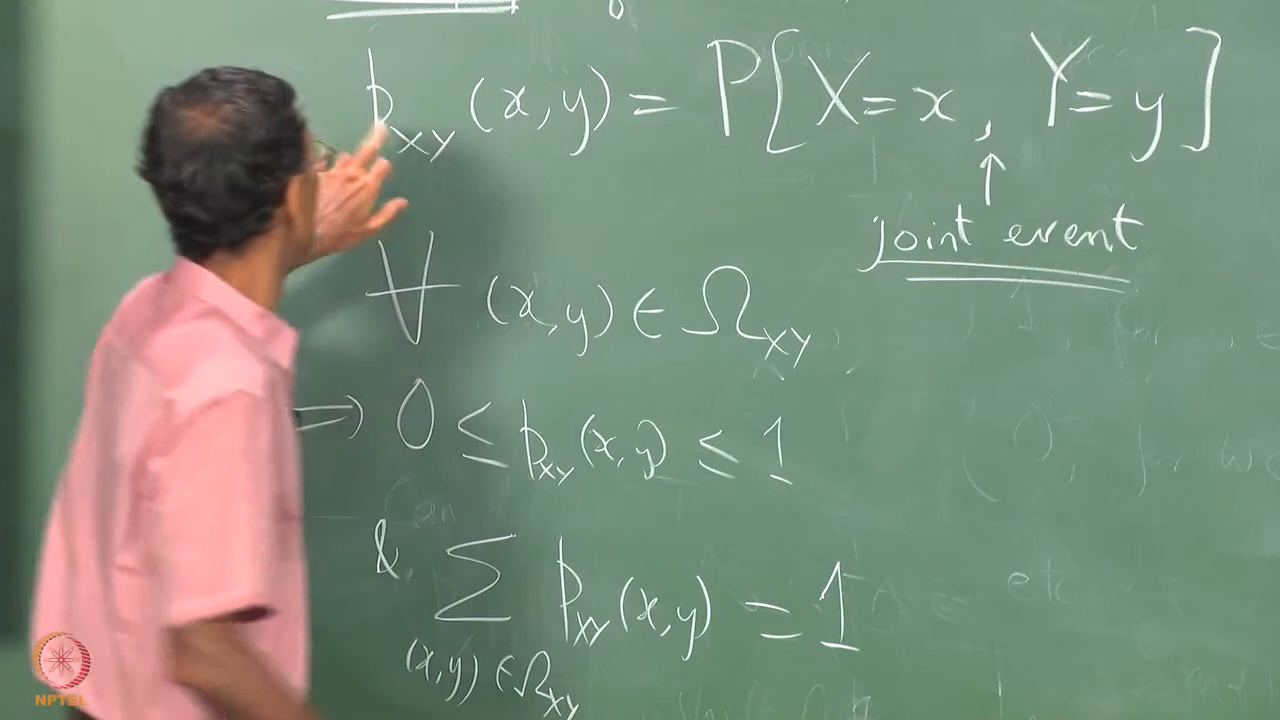 p_XY (x,y) = P[X=x, Y=y]
↑
joint event
∀ (x,y) ∈ Ω_XY
⇒ 0 ≤ p_XY (x,y) ≤ 1
&, Σ p_XY (x,y) = 1
(x,y) ∈ Ω_XY
NPTEL